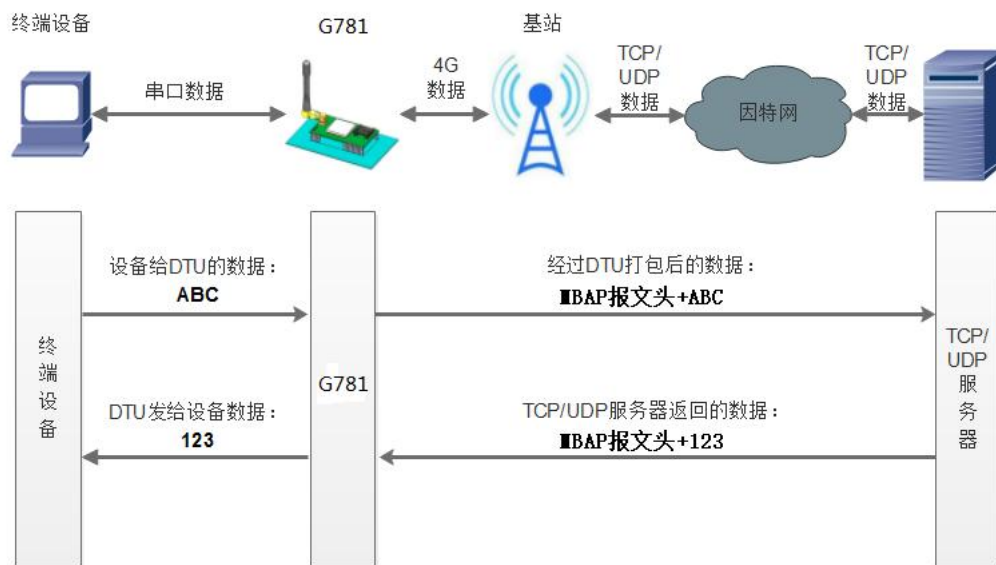 终端设备
G781
基站
串口数据
4G
数据
TCP/
UDP
数据
因特网
TCP/
UDP
数据
设备给DTU的数据：
ABC
经过DTU打包后的数据：
MBAP报文头+ABC
终端设备
G781
TCP/
UDP
服
务
器
DTU发给设备数据：
123
TCP/UDP服务器返回的数据：
MBAP报文头+123